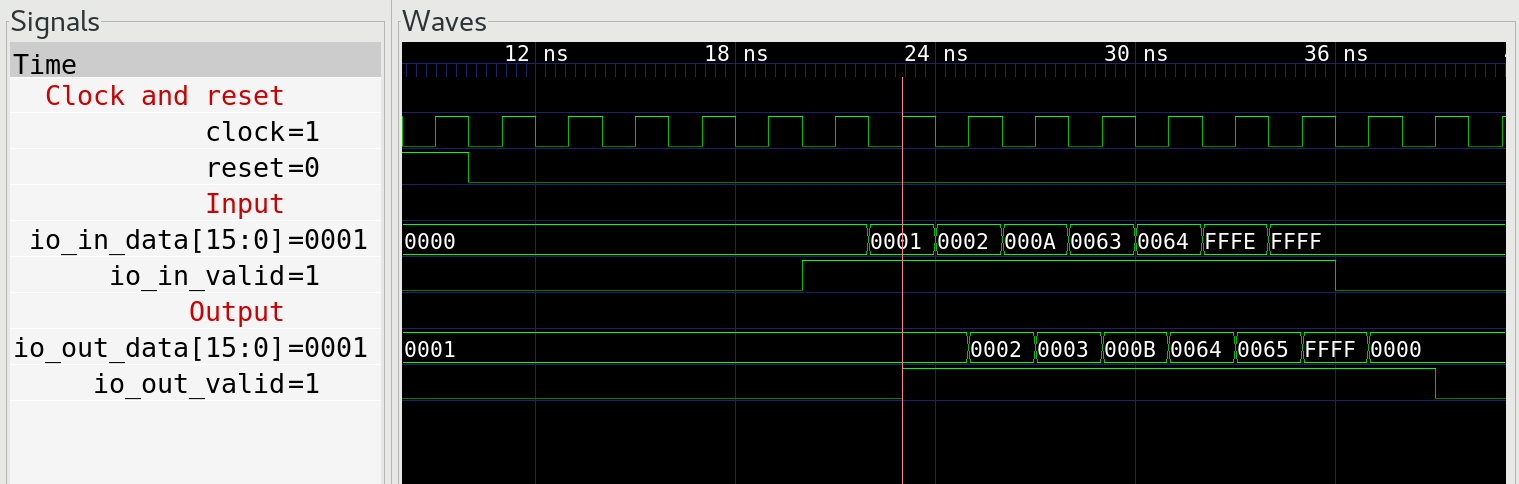 Signals
Waves
Time
12 ns 18 ns 24 ns 30 ns 36 ns
Clock and reset
clock=1
reset=0
Input
io_in_data[15:0]=0001
0000 0001 0002 000A 0063 0064 FFFE FFFF
io_in_valid=1
Output
io_out_data[15:0]=0001
0001 0002 0003 000B 0064 0065 FFFF 0000
io_out_valid=1